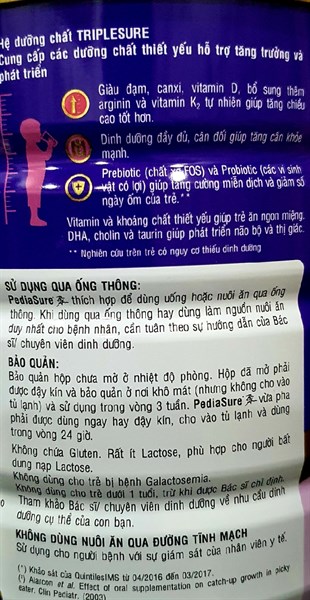 Hệ dưỡng chất TRIPLESURE
Cung cấp các dưỡng chất thiết yếu hỗ trợ tăng trưởng và
phát triển
Giàu đạm, canxi, vitamin D, bổ sung thêm
arginin và vitamin K₂ tự nhiên giúp tăng chiều
cao tốt hơn.
Dinh dưỡng đầy đủ, cân đối giúp tăng cân khỏe
mạnh.
Prebiotic (chất xơ FOS) và Probiotic (các vi sinh
vật có lợi) giúp tăng cường miễn dịch và giảm số
ngày ốm của trẻ.**
Vitamin và khoáng chất thiết yếu giúp trẻ ăn ngon miệng.
DHA, cholin và taurin giúp phát triển não bộ và thị giác.
** Nghiên cứu trên trẻ có nguy cơ thiếu dinh dưỡng
SỬ DỤNG QUA ỐNG THÔNG:
PediaSure thích hợp để dùng uống hoặc nuôi ăn qua ống
thông. Khi dùng qua ống thông hay dùng làm nguồn nuôi ăn
duy nhất cho bệnh nhân, cần tuân theo sự hướng dẫn của Bác
sĩ chuyên viên dinh dưỡng.
BẢO QUẢN:
Bảo quản hộp chưa mở ở nhiệt độ phòng. Hộp đã mở phải
được đậy kín và bảo quản ở nơi khô mát (nhưng không cho vào
tủ lạnh) và sử dụng trong vòng 3 tuần. PediaSure vừa pha
phải được dùng ngay hay đậy kín, cho vào tủ lạnh và dùng
trong vòng 24 giờ.
Không chứa Gluten. Rất ít Lactose, phù hợp cho người bất
dung nạp Lactose.
Không dùng cho trẻ bị bệnh Galactosemia.
Không dùng cho trẻ dưới 1 tuổi, trừ khi được Bác sĩ chỉ định.
Tham khảo Bác sĩ/ chuyên viên dinh dưỡng về nhu cầu dinh
dưỡng cụ thể của con bạn.
KHÔNG DÙNG NUÔI ĂN QUA ĐƯỜNG TĨNH MẠCH
Sử dụng cho người bệnh với sự giám sát của nhân viên y tế.
(*) Khảo sát của QuintilesIMS từ 04/2016 đến 03/2017.
Alarcon et al. Effect of oral supplementation on catch-up growth in picky
eater. Clin Pediatr. (2003)